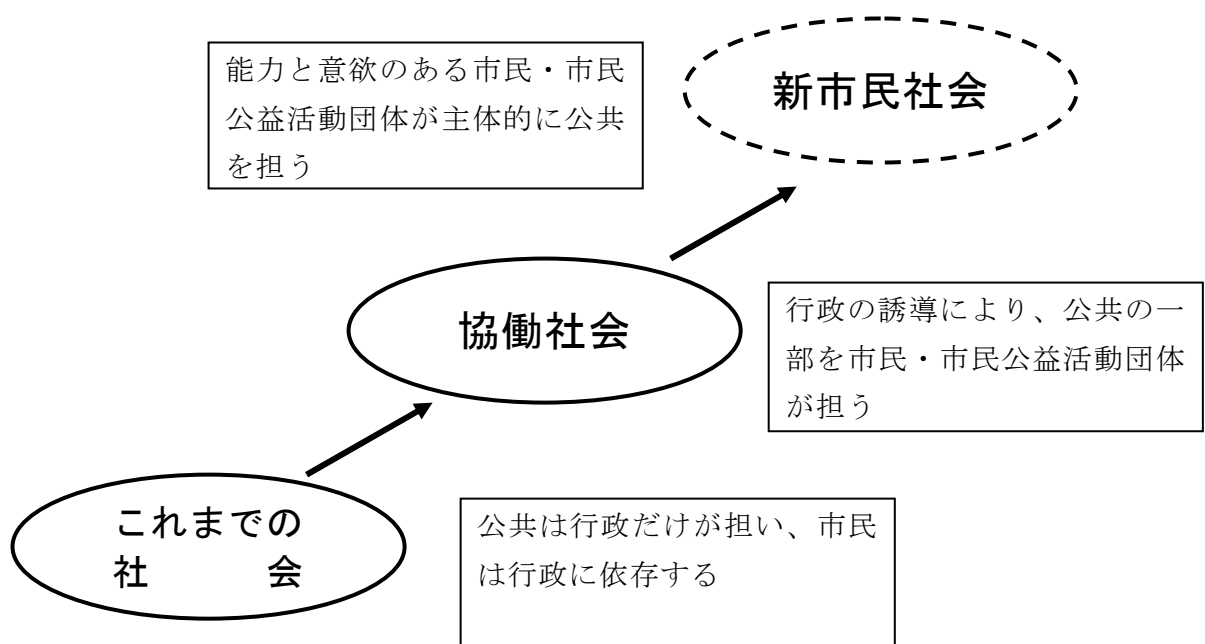 能力と意欲のある市民・市民
公益活動団体が主体的に公共
を担う
新市民社会
協働社会
行政の誘導により、公共の一
部を市民・市民公益活動団体
が担う
これまでの
社　　会
公共は行政だけが担い、市民
は行政に依存する